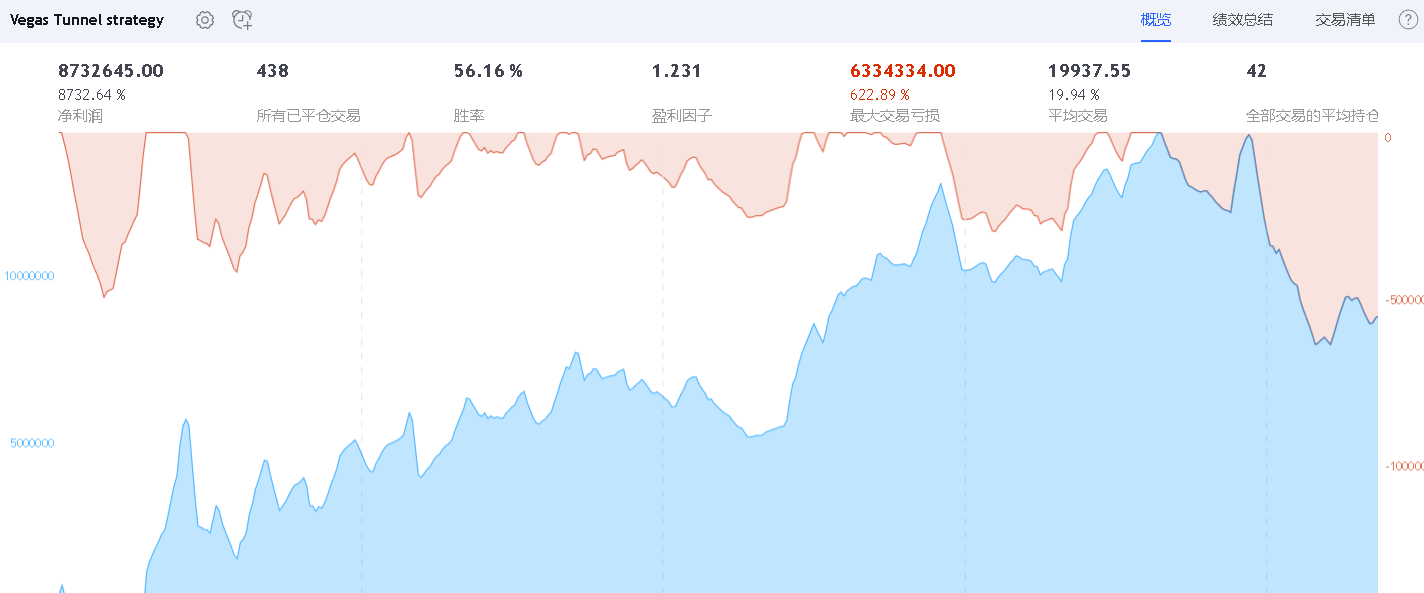 Vegas Tunnel strategy 概览 绩效总结 交易清单 ?
8732645.00 438 56.16 % 1.231 6334334.00 19937.55 42
8732.64 % 622.89 % 19.94 %
净利润 所有已平仓交易 胜率 盈利因子 最大交易亏损 平均交易 全部交易的平均持仓
0
10000000
-500000
5000000
-100000